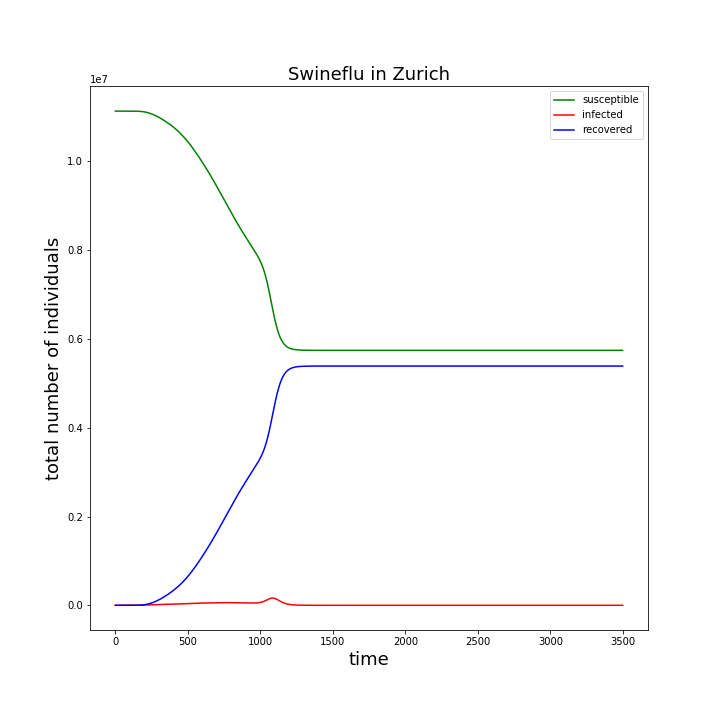 Swineflu in Zurich
1e7
susceptible
infected
recovered
total number of individuals
1.0
0.8
0.6
0.4
0.2
0.0
0 500 1000 1500 2000 2500 3000 3500
time